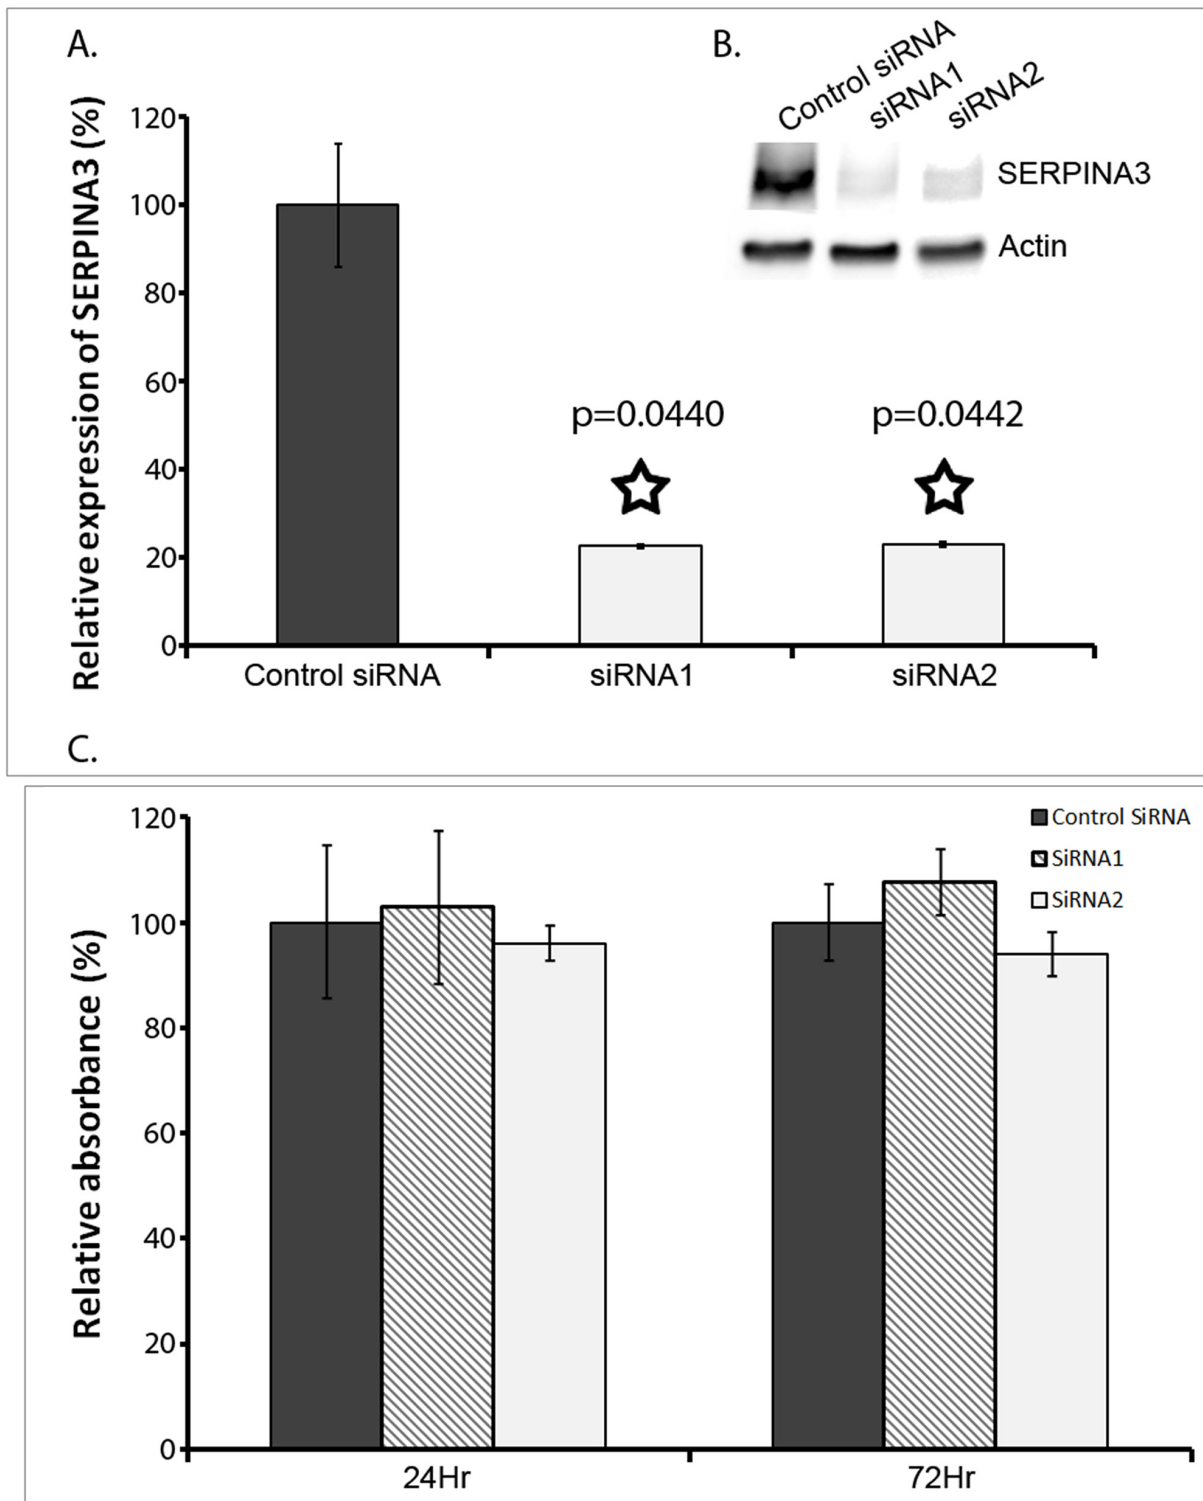 A.
Relative expression of SERPINA3 (%)
120
100
80
60
40
20
0
p=0.0440
p=0.0442
Control siRNA
siRNA1
siRNA2
B.
Control siRNA
siRNA1
siRNA2
SERPINA3
Actin
C.
Relative absorbance (%)
120
100
80
60
40
20
0
24Hr
72Hr
Control SiRNA
SiRNA1
SiRNA2